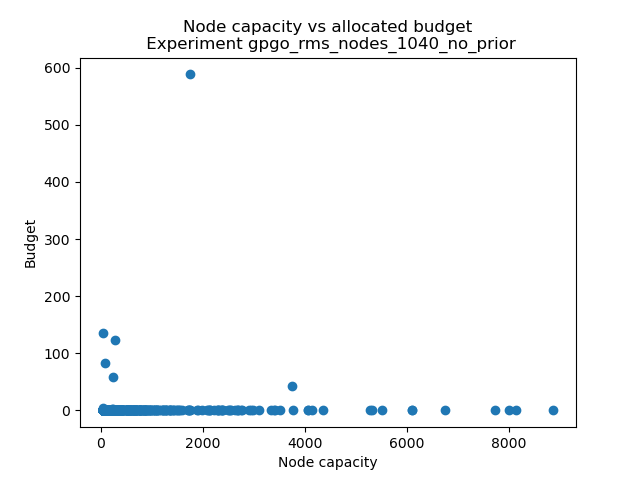 Node capacity vs allocated budget
Experiment gpgo_rms_nodes_1040_no_prior
600
500
400
300
200
100
0
Budget
0 2000 4000 6000 8000
Node capacity